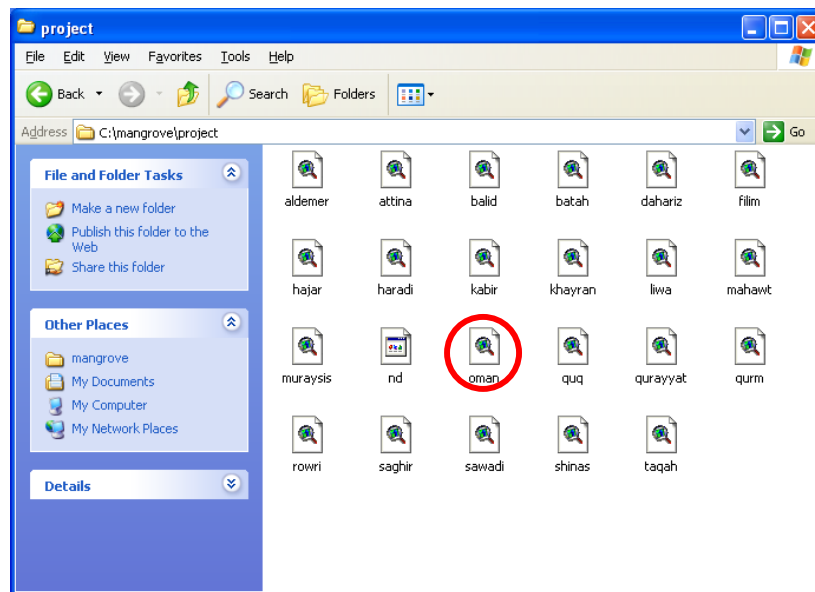 project
File Edit View Favorites Tools Help
Back Search Folders
Address C:\mangrove\project Go
File and Folder Tasks
Make a new folder
Publish this folder to the
Web
Share this folder
Other Places
mangrove
My Documents
My Computer
My Network Places
Details
aldemer attina balid batah dahariz filim
hajar haradi kabir khayran liwa mahawt
muraysis nd oman quq qurayyat qurm
rowri saghir sawadi shinas taqah